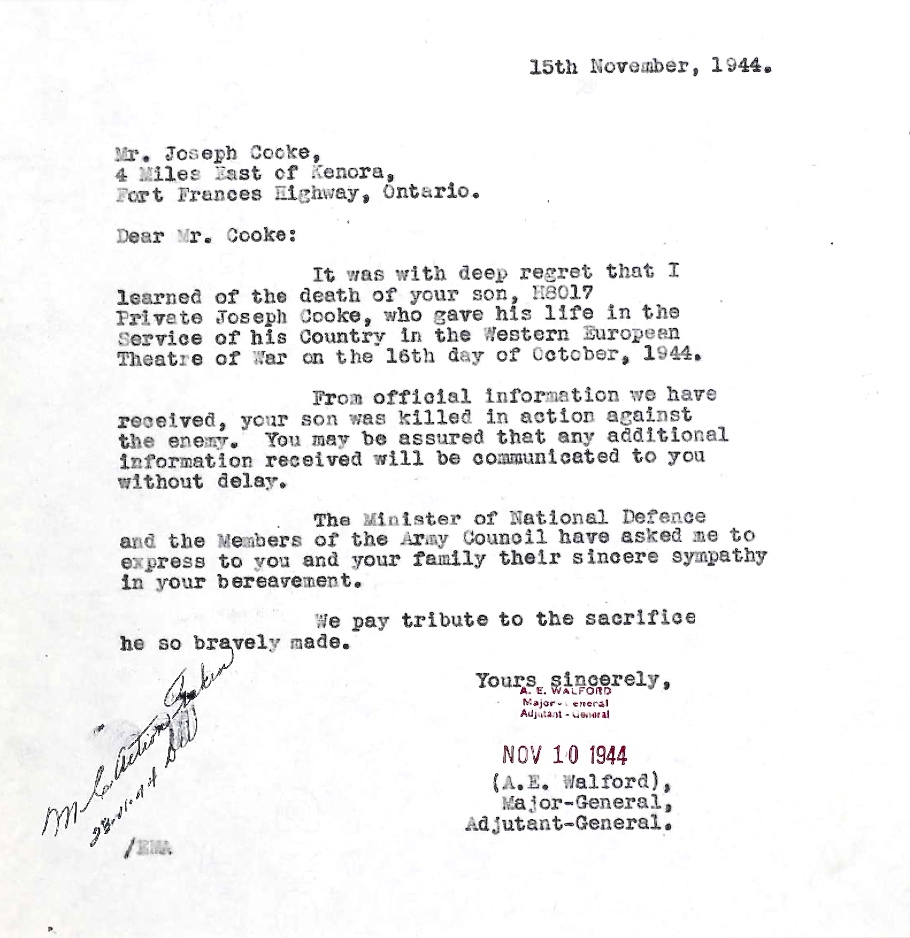 15th November, 1944.
Mr. Joseph Cooke,
4 Miles East of Kenora,
Fort Frances Highway, Ontario.
Dear Mr. Cooke:
It was with deep regret that I
learned of the death of your son, H8017
Private Joseph Cooke, who gave his life in the
Service of his Country in the Western European
Theatre of War on the 16th day of October, 1944.
From official information we have
received, your son was killed in action against
the enemy. You may be assured that any additional
information received will be communicated to you
without delay.
The Minister of National Defence
and the Members of the Army Council have asked me to
express to you and your family their sincere sympathy
in your bereavement.
We pay tribute to the sacrifice
he so bravely made.
Yours sincerely,
A. E. WALFORD
Major-General
Adjutant-General
NOV 10 1944
(A.E. Walford),
Major-General,
Adjutant-General.
M.C. Action Taken